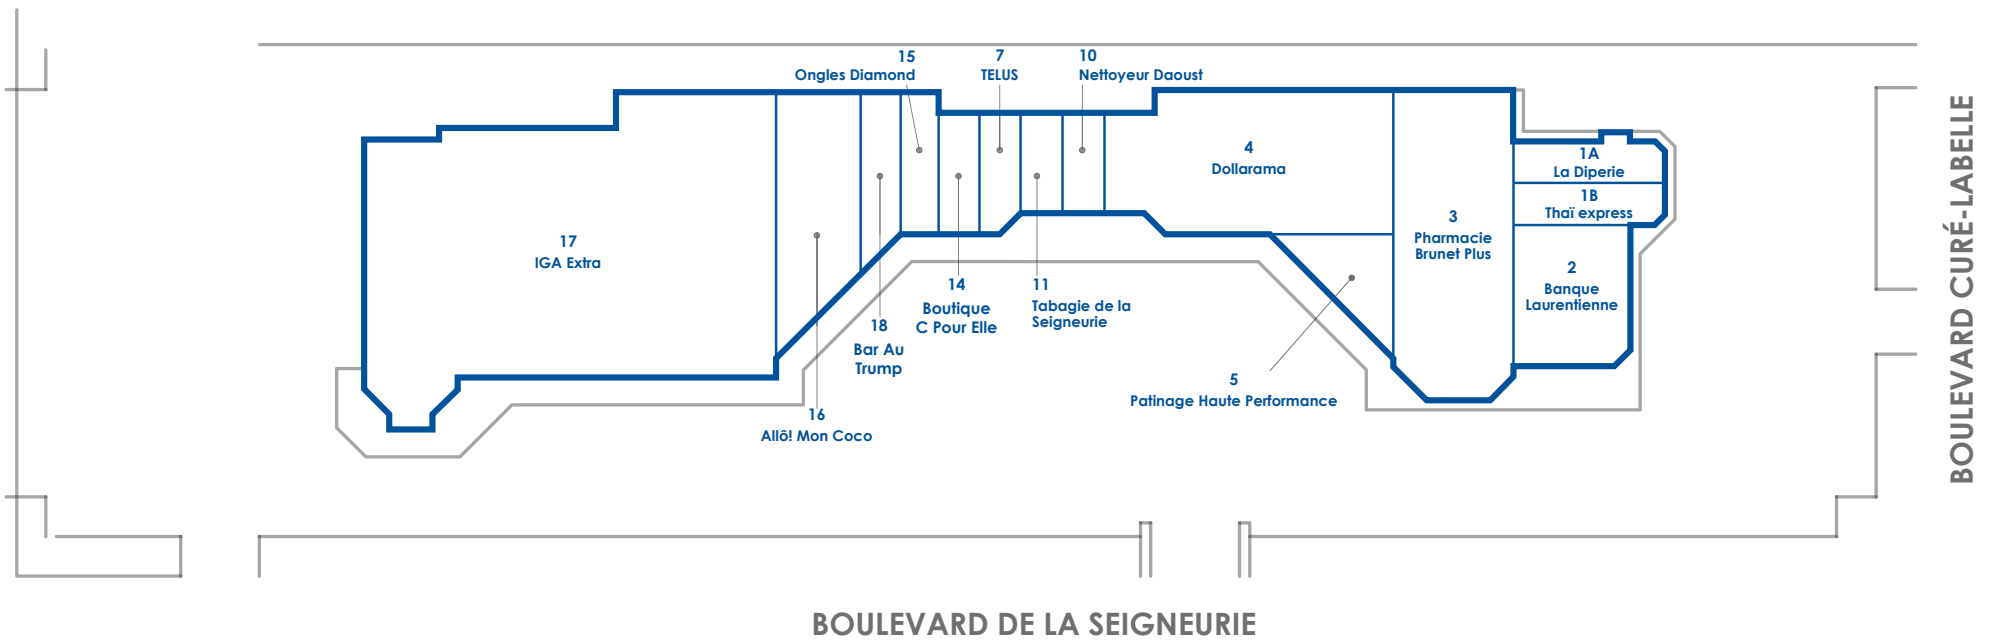 15
Ongles Diamond
7
TELUS
10
Nettoyeur Daoust
4
Dollarama
1A
La Diperie
1B
Thaï express
3
Pharmacie
Brunet Plus
2
Banque
Laurentienne
17
IGA Extra
14
Boutique
C Pour Elle
11
Tabagie de la
Seigneurie
18
Bar Au
Trump
5
Patinage Haute Performance
16
Allô! Mon Coco
BOULEVARD CURÉ-LABELLE
BOULEVARD DE LA SEIGNEURIE